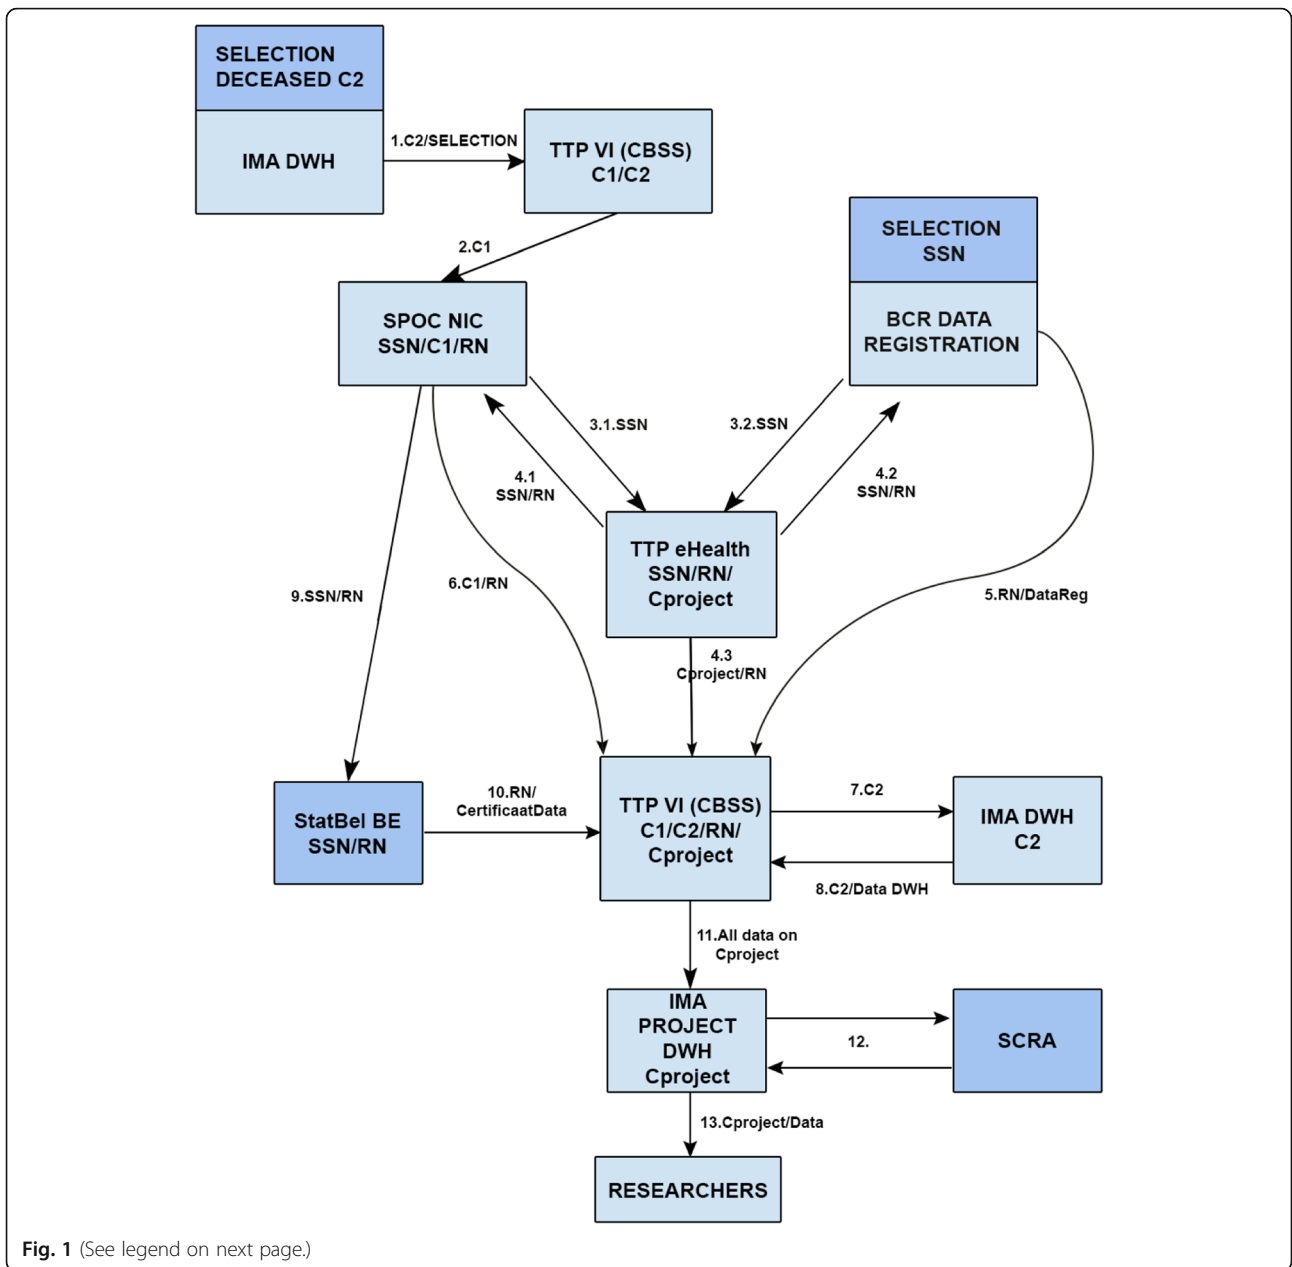 SELECTION
DECEASED C2
IMA DWH
1.C2/SELECTION
TTP VI (CBSS)
C1/C2
2.C1
SELECTION
SSN
BCR DATA
REGISTRATION
SPOC NIC
SSN/C1/RN
3.1.SSN
3.2.SSN
4.1
SSN/RN
4.2
SSN/RN
TTP eHealth
SSN/RN/
Cproject
9.SSN/RN
6.C1/RN
5.RN/DataReg
4.3
Cproject/RN
StatBel BE
SSN/RN
10.RN/
CertificaatData
TTP VI (CBSS)
C1/C2/RN/
Cproject
7.C2
IMA DWH
C2
8.C2/Data DWH
11.All data on
Cproject
IMA
PROJECT
DWH
Cproject
12.
SCRA
13.Cproject/Data
RESEARCHERS
Fig. 1 (See legend on next page.)